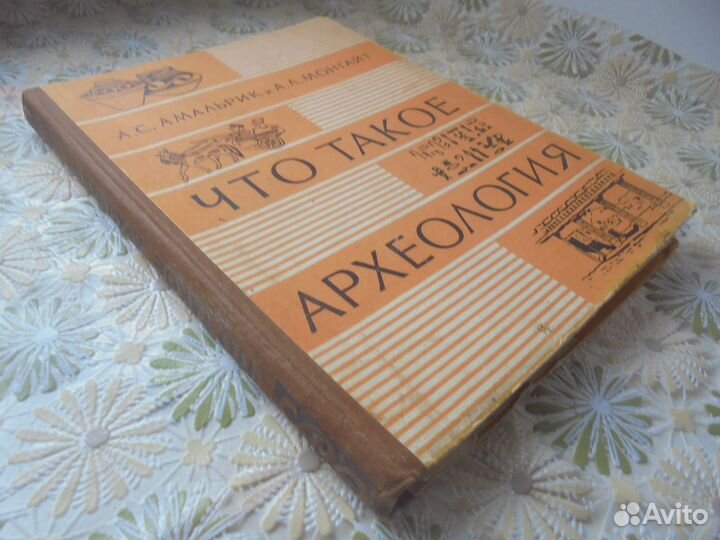 А.С. АМАЛЬРИК и А.Л. МОНГАЙТ
ЧТО ТАКОЕ
АРХЕОЛОГИЯ
Avito